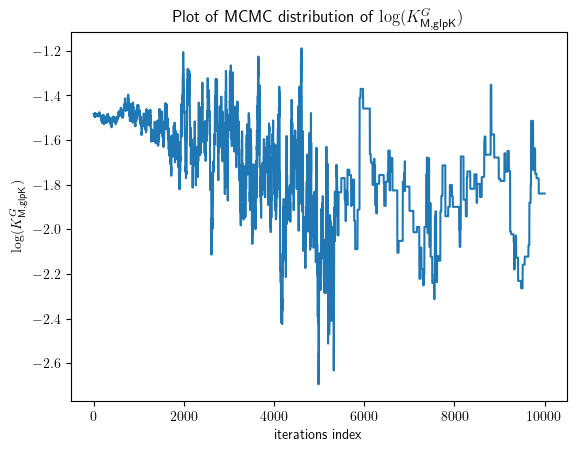 Plot of MCMC distribution of log(K^G_M,glpK)
log(K^G_M,glpK)
−1.2
−1.4
−1.6
−1.8
−2.0
−2.2
−2.4
−2.6
0 2000 4000 6000 8000 10000
iterations index